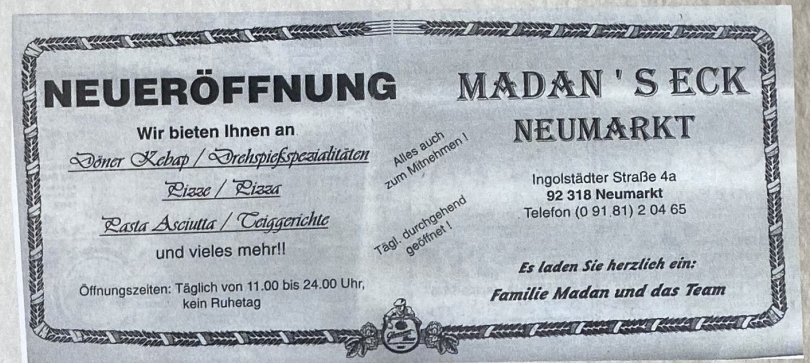 NEUERÖFFNUNG
Wir bieten Ihnen an
Döner Kebap / Drehspießspezialitäten
Pizze / Pizza
Pasta Asciutta / Teiggerichte
und vieles mehr!!
Öffnungszeiten: Täglich von 11.00 bis 24.00 Uhr,
kein Ruhetag
Alles auch
zum Mitnehmen !
Tägl. durchgehend
geöffnet !
MADAN ' S ECK
NEUMARKT
Ingolstädter Straße 4a
92 318 Neumarkt
Telefon (0 91 81) 2 04 65
Es laden Sie herzlich ein:
Familie Madan und das Team